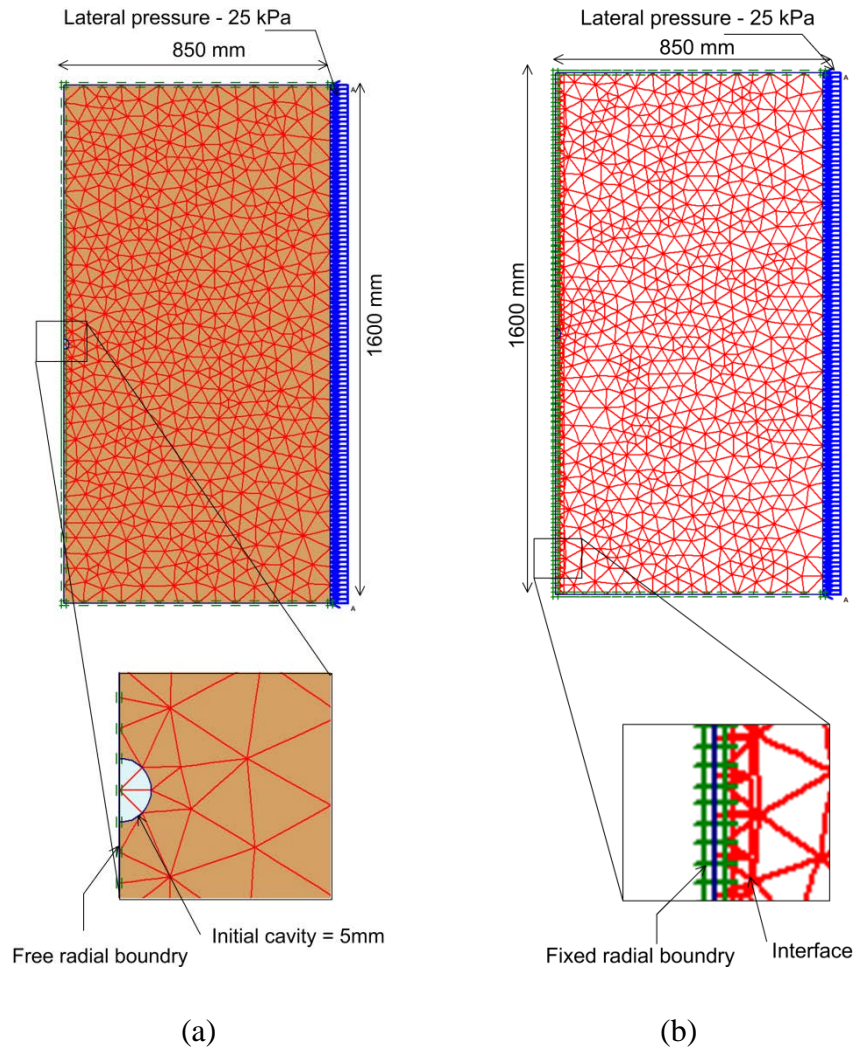 Lateral pressure - 25 kPa
850 mm
A
1600 mm
A
Free radial boundry
Initial cavity = 5mm
(a)
Lateral pressure - 25 kPa
850 mm
A
1600 mm
A
Fixed radial boundry
Interface
(b)